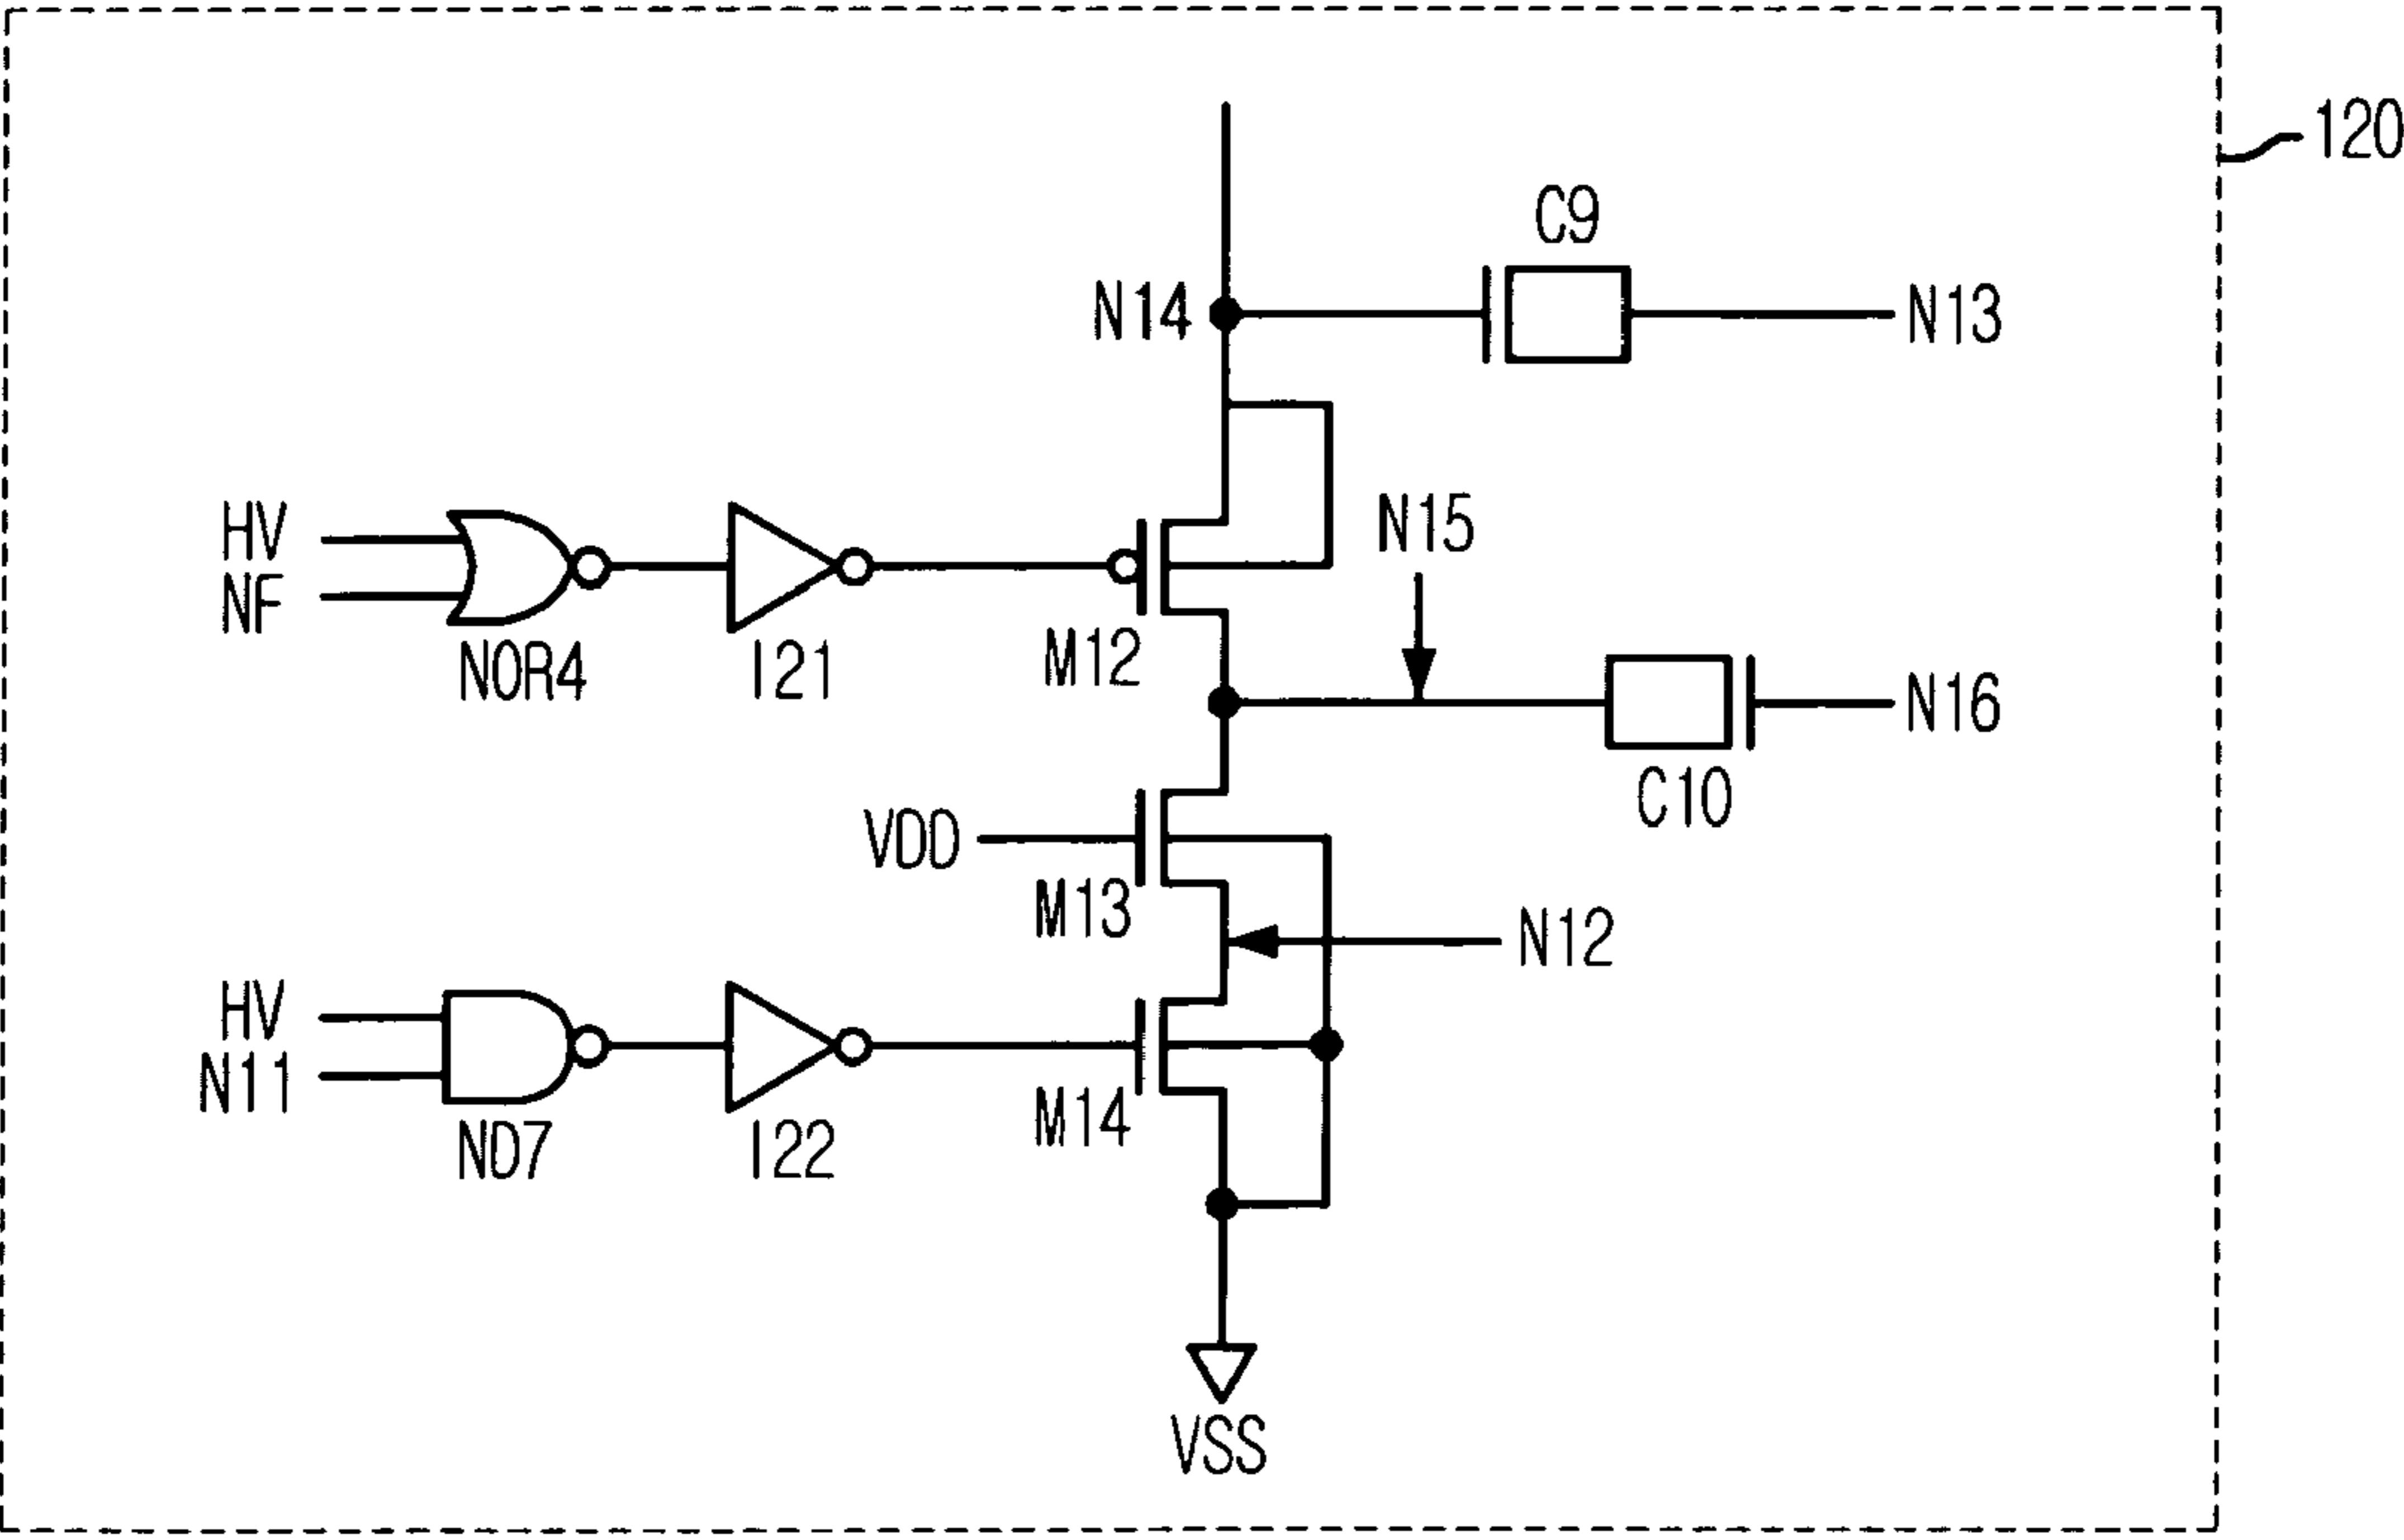 120
C9
N14
N13
HV
NF
NOR4
I21
M12
N15
N16
C10
VDD
M13
N12
HV
N11
ND7
I22
M14
VSS